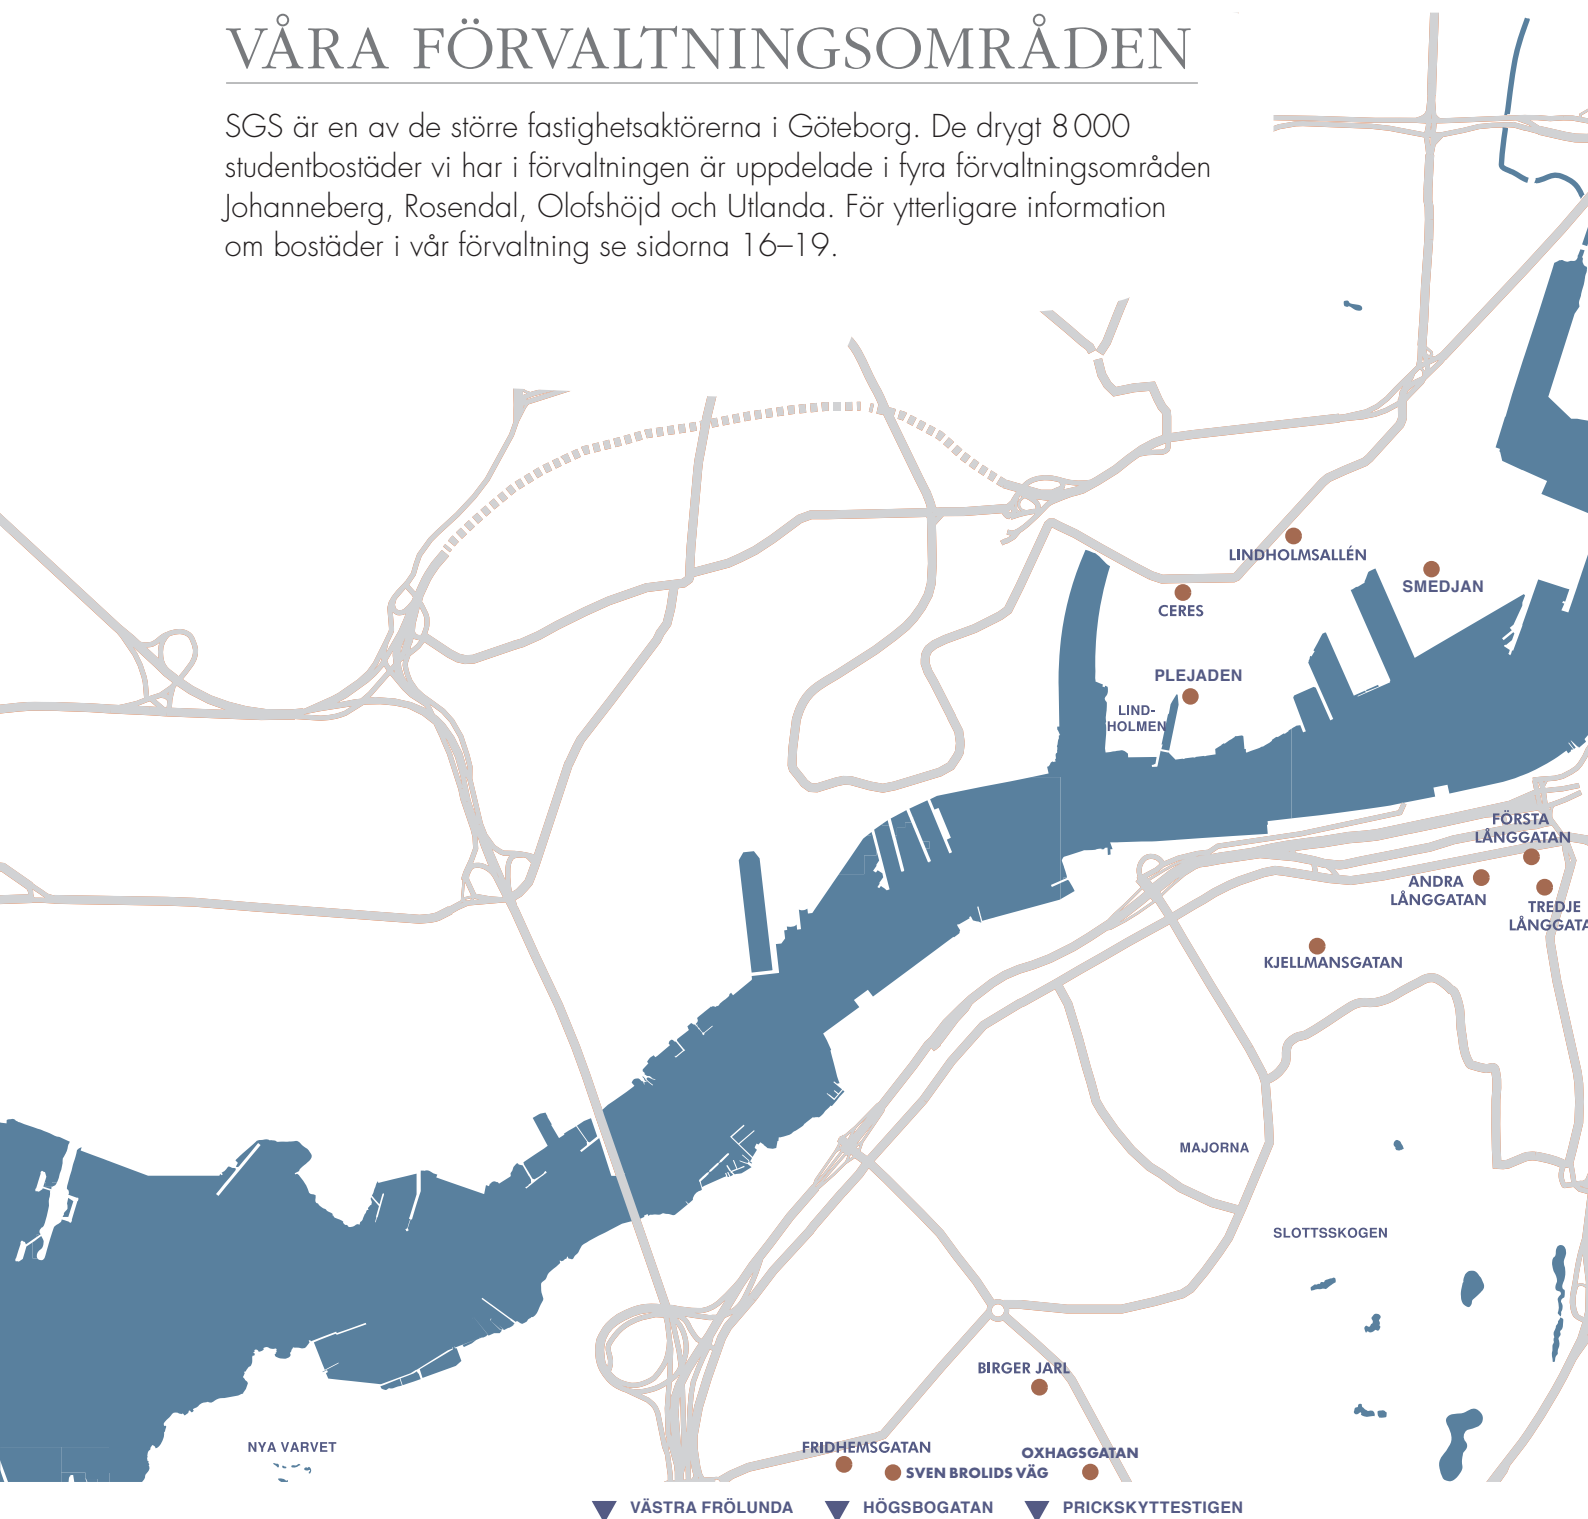 VÅRA FÖRVALTNINGSOMRÅDEN
SGS är en av de större fastighetsaktörerna i Göteborg. De drygt 8 000
studentbostäder vi har i förvaltningen är uppdelade i fyra förvaltningsområden
Johanneberg, Rosendal, Olofshöjd och Utlanda. För ytterligare information
om bostäder i vår förvaltning se sidorna 16–19.
LINDHOLMSALLÉN
SMEDJAN
CERES
PLEJADEN
LIND-
HOLMEN
FÖRSTA
LÅNGGATAN
ANDRA
LÅNGGATAN
TREDJE
LÅNGGATA
KJELLMANSGATAN
MAJORNA
SLOTTSSKOGEN
BIRGER JARL
NYA VARVET
FRIDHEMSGATAN
OXHAGSGATAN
SVEN BROLIDS VÄG
VÄSTRA FRÖLUNDA
HÖGSBOGATAN
PRICKSKYTTESTIGEN